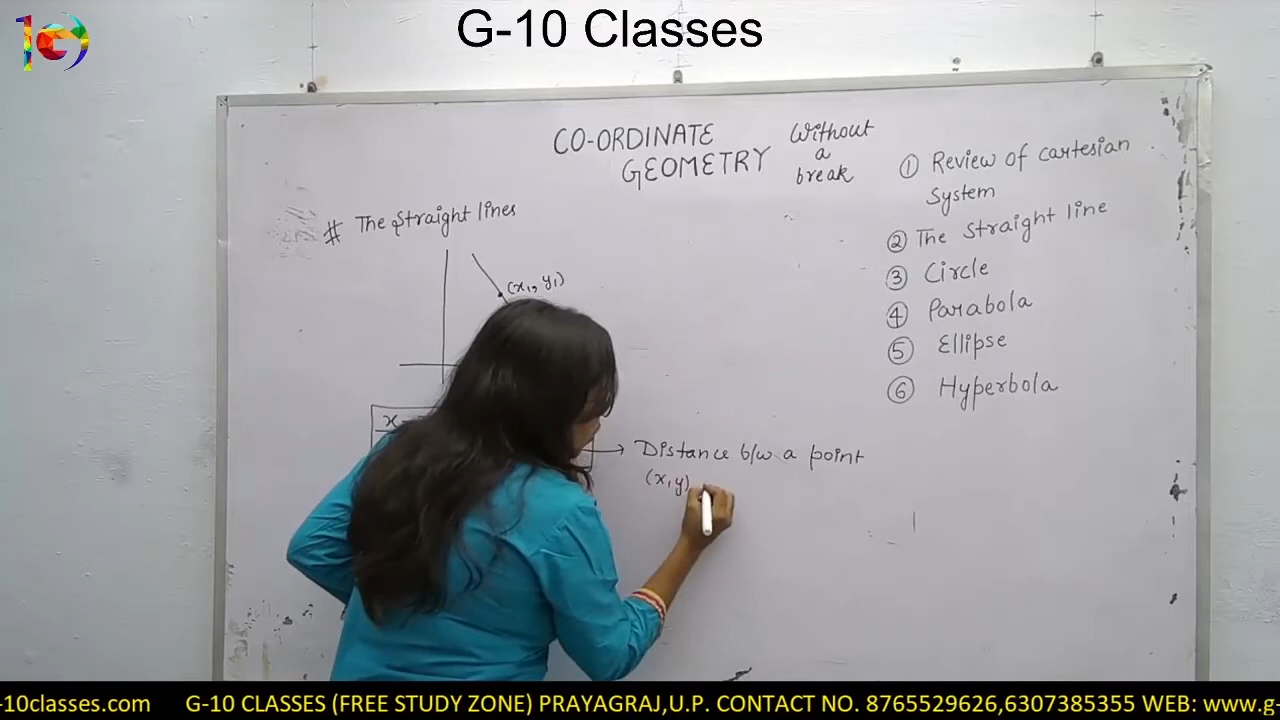 G-10 Classes
CO-ORDINATE
GEOMETRY
Without
a
break
# The Straight lines
(x₁, y₁)
x
→ Distance b/w a point
(x, y)
① Review of cartesian
System
② The Straight line
③ Circle
④ Parabola
⑤ Ellipse
⑥ Hyperbola
-10classes.com G-10 CLASSES (FREE STUDY ZONE) PRAYAGRAJ,U.P. CONTACT NO. 8765529626,6307385355 WEB: www.g-